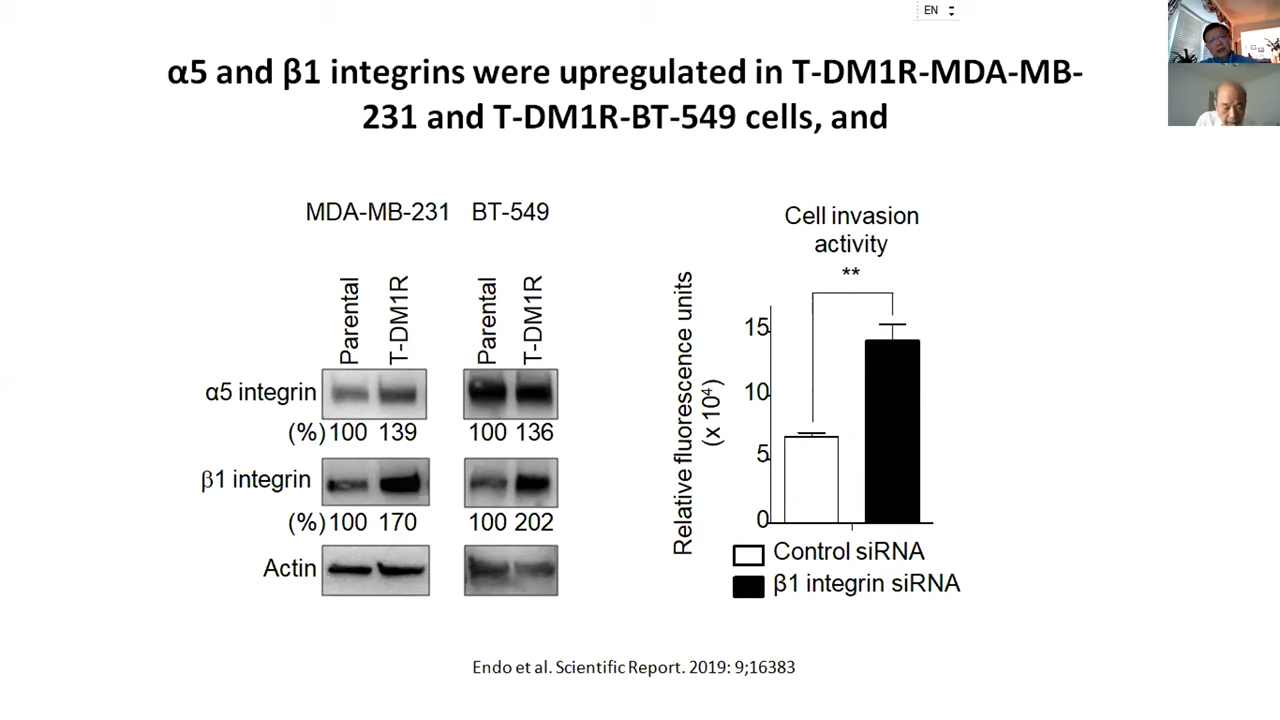 EN
α5 and β1 integrins were upregulated in T-DM1R-MDA-MB-
231 and T-DM1R-BT-549 cells, and
MDA-MB-231 BT-549
Parental
T-DM1R
Parental
T-DM1R
α5 integrin
(%) 100 139 100 136
β1 integrin
(%) 100 170 100 202
Actin
Cell invasion
activity
**
Relative fluorescence units
(x 10⁴)
15
10
5
0
Control siRNA
β1 integrin siRNA
Endo et al. Scientific Report. 2019: 9;16383